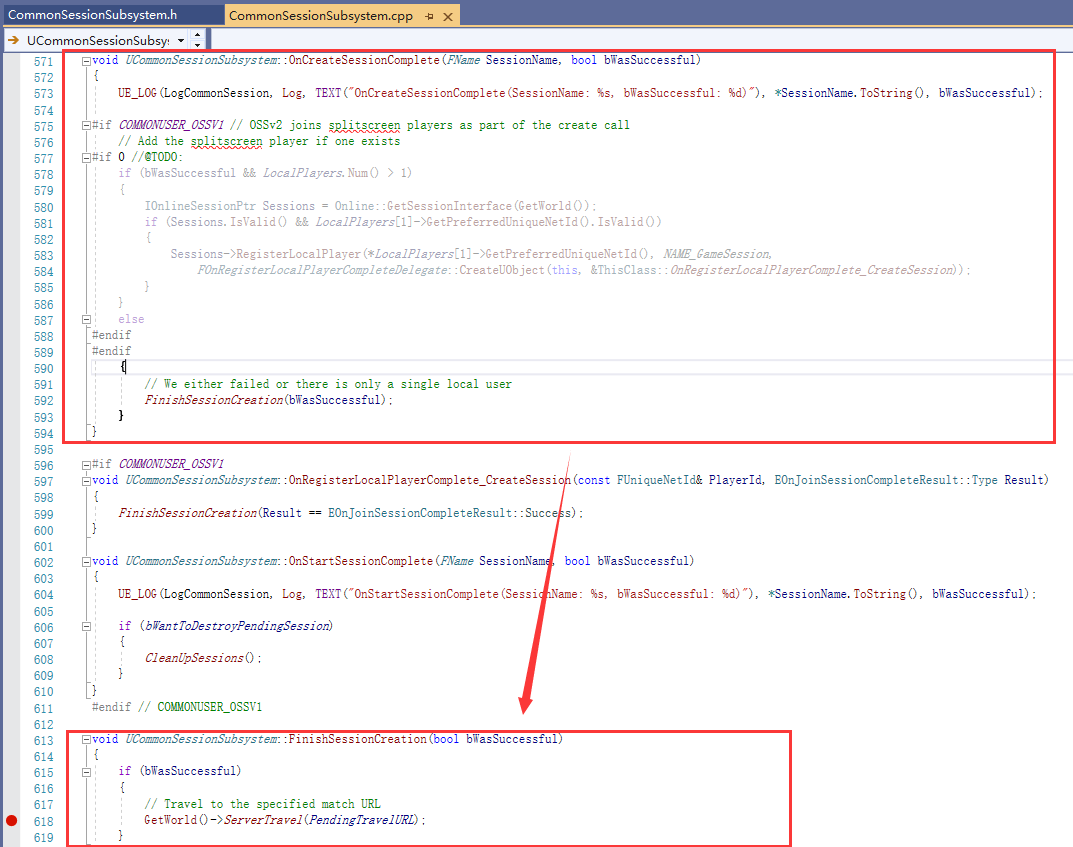 CommonSessionSubsystem.h CommonSessionSubsystem.cpp
UCommonSessionSubsys
571 void UCommonSessionSubsystem::OnCreateSessionComplete(FName SessionName, bool bWasSuccessful)
572 {
573 UE_LOG(LogCommonSession, Log, TEXT("OnCreateSessionComplete(SessionName: %s, bWasSuccessful: %d)"), *SessionName.ToString(), bWasSuccessful);
574
575 #if COMMONUSER_OSSV1 // OSSv2 joins splitscreen players as part of the create call
576 // Add the splitscreen player if one exists
577 #if 0 //@TODO:
578 if (bWasSuccessful && LocalPlayers.Num() > 1)
579 {
580 IOnlineSessionPtr Sessions = Online::GetSessionInterface(GetWorld());
581 if (Sessions.IsValid() && LocalPlayers[1]->GetPreferredUniqueNetId().IsValid())
582 {
583 Sessions->RegisterLocalPlayer(*LocalPlayers[1]->GetPreferredUniqueNetId(), NAME_GameSession,
584 FOnRegisterLocalPlayerCompleteDelegate::CreateUObject(this, &ThisClass::OnRegisterLocalPlayerComplete_CreateSession));
585 }
586 }
587 else
588 #endif
589 #endif
590 {
591 // We either failed or there is only a single local user
592 FinishSessionCreation(bWasSuccessful);
593 }
594 }
595
596 #if COMMONUSER_OSSV1
597 void UCommonSessionSubsystem::OnRegisterLocalPlayerComplete_CreateSession(const FUniqueNetId& PlayerId, EOnJoinSessionCompleteResult::Type Result)
598 {
599 FinishSessionCreation(Result == EOnJoinSessionCompleteResult::Success);
600 }
601
602 void UCommonSessionSubsystem::OnStartSessionComplete(FName SessionName, bool bWasSuccessful)
603 {
604 UE_LOG(LogCommonSession, Log, TEXT("OnStartSessionComplete(SessionName: %s, bWasSuccessful: %d)"), *SessionName.ToString(), bWasSuccessful);
605
606 if (bWantToDestroyPendingSession)
607 {
608 CleanUpSessions();
609 }
610 }
611 #endif // COMMONUSER_OSSV1
612
613 void UCommonSessionSubsystem::FinishSessionCreation(bool bWasSuccessful)
614 {
615 if (bWasSuccessful)
616 {
617 // Travel to the specified match URL
618 GetWorld()->ServerTravel(PendingTravelURL);
619 }